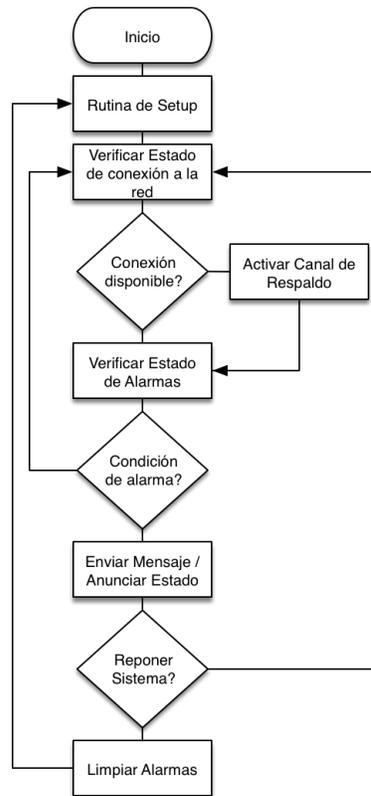 Inicio
Rutina de Setup
Verificar Estado
de conexión a la
red
Conexión
disponible?
Activar Canal de
Respaldo
Verificar Estado
de Alarmas
Condición
de alarma?
Enviar Mensaje /
Anunciar Estado
Reponer
Sistema?
Limpiar Alarmas